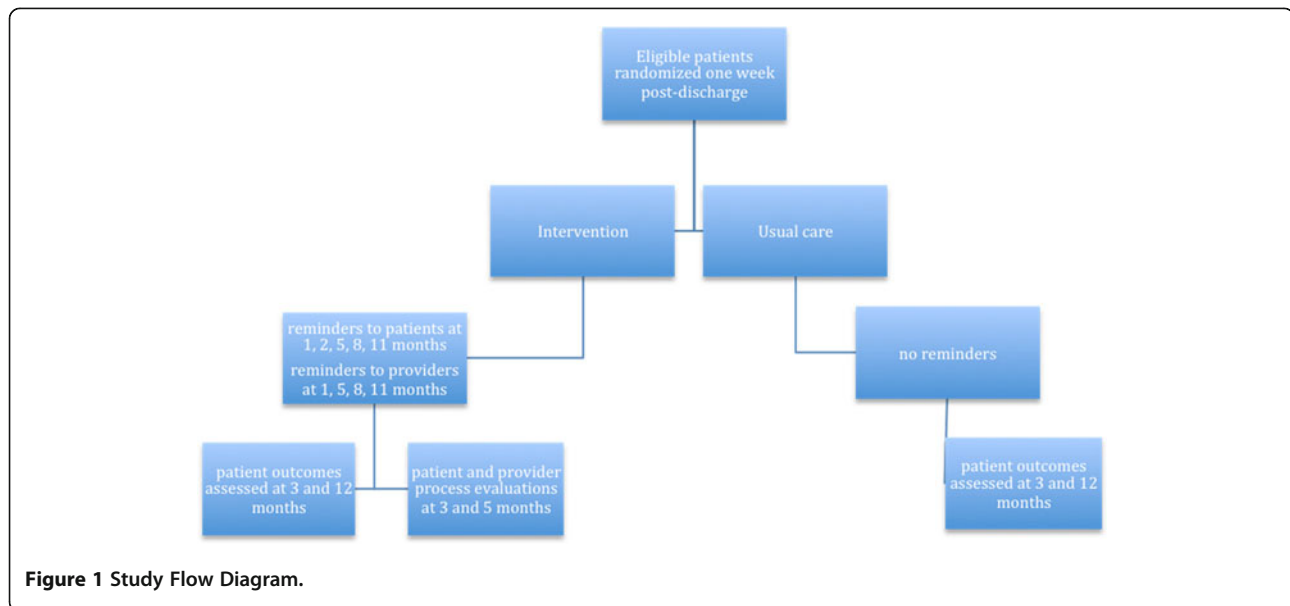 Eligible patients
randomized one week
post-discharge
Intervention
Usual care
reminders to patients at
1, 2, 5, 8, 11 months
reminders to providers
at 1, 5, 8, 11 months
no reminders
patient outcomes
assessed at 3 and 12
months
patient and provider
process evaluations
at 3 and 5 months
patient outcomes
assessed at 3 and 12
months
Figure 1 Study Flow Diagram.